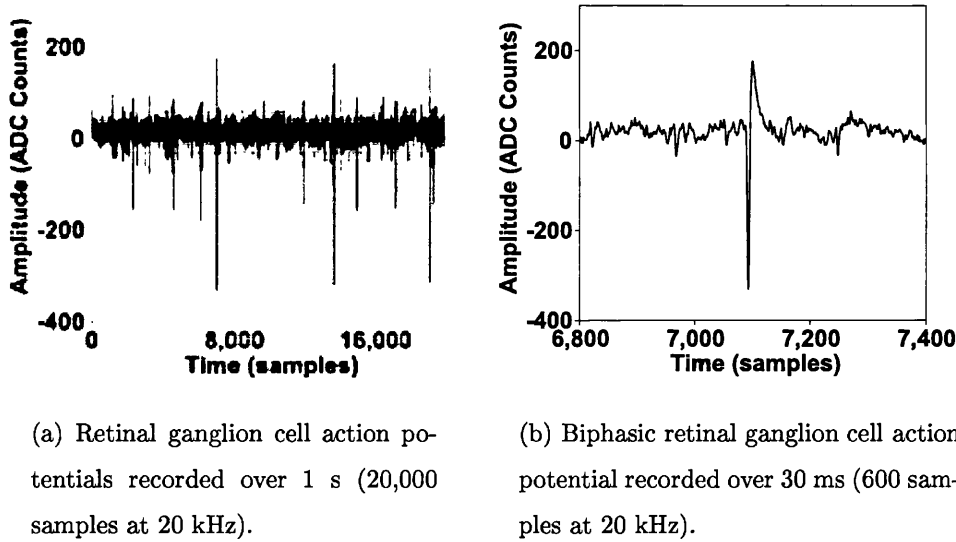 200
0
-200
-400
Amplitude (ADC Counts)
0 8,000 16,000
Time (samples)
200
0
-200
-400
Amplitude (ADC Counts)
6,800 7,000 7,200 7,400
Time (samples)
(a) Retinal ganglion cell action po-
tentials recorded over 1 s (20,000
samples at 20 kHz).
(b) Biphasic retinal ganglion cell action
potential recorded over 30 ms (600 sam-
ples at 20 kHz).